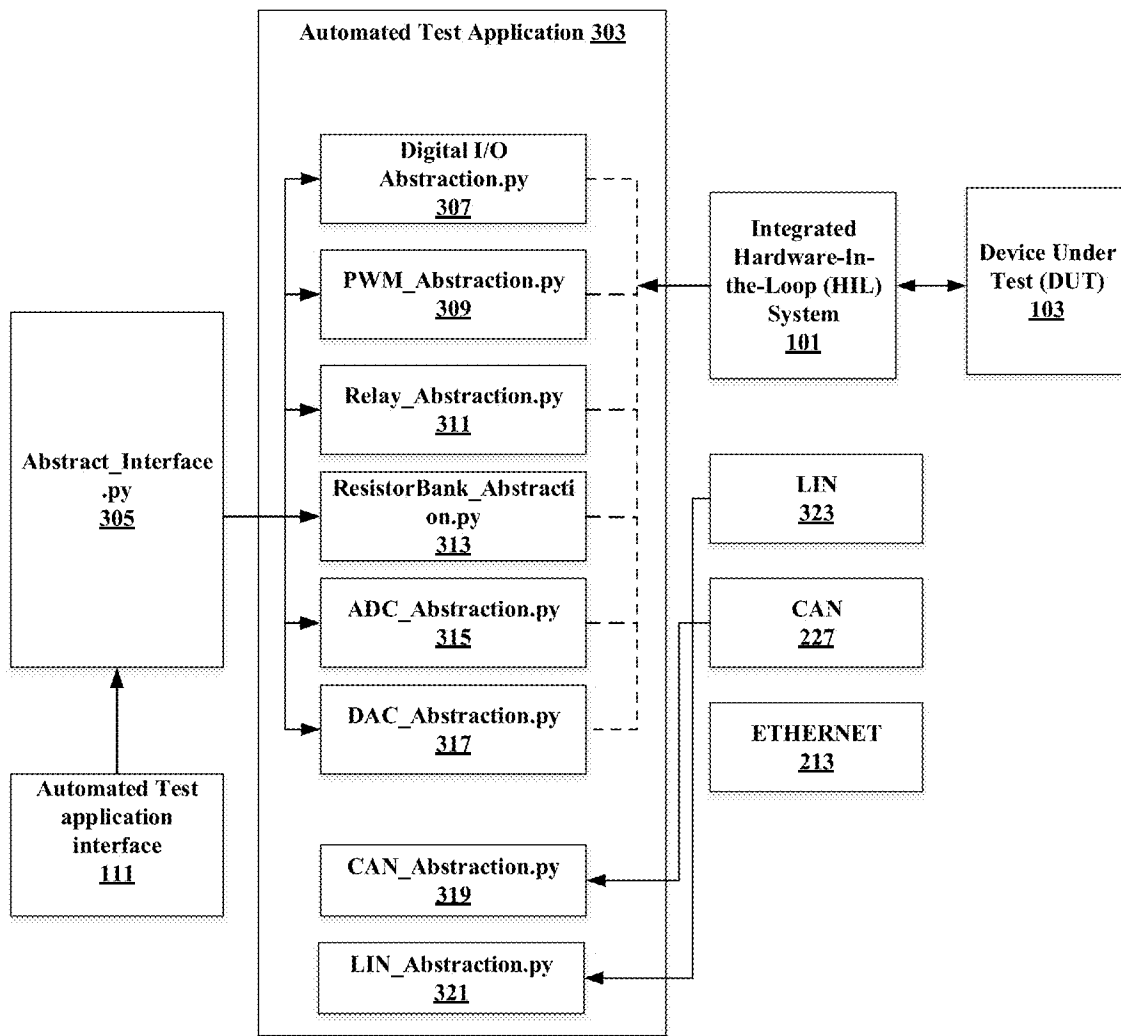 Automated Test Application 303
Digital I/O
Abstraction.py
307
PWM_Abstraction.py
309
Relay_Abstraction.py
311
ResistorBank_Abstracti
on.py
313
ADC_Abstraction.py
315
DAC_Abstraction.py
317
CAN_Abstraction.py
319
LIN_Abstraction.py
321
Abstract_Interface
.py
305
Automated Test
application
interface
111
Integrated
Hardware-In-
the-Loop (HIL)
System
101
Device Under
Test (DUT)
103
LIN
323
CAN
227
ETHERNET
213